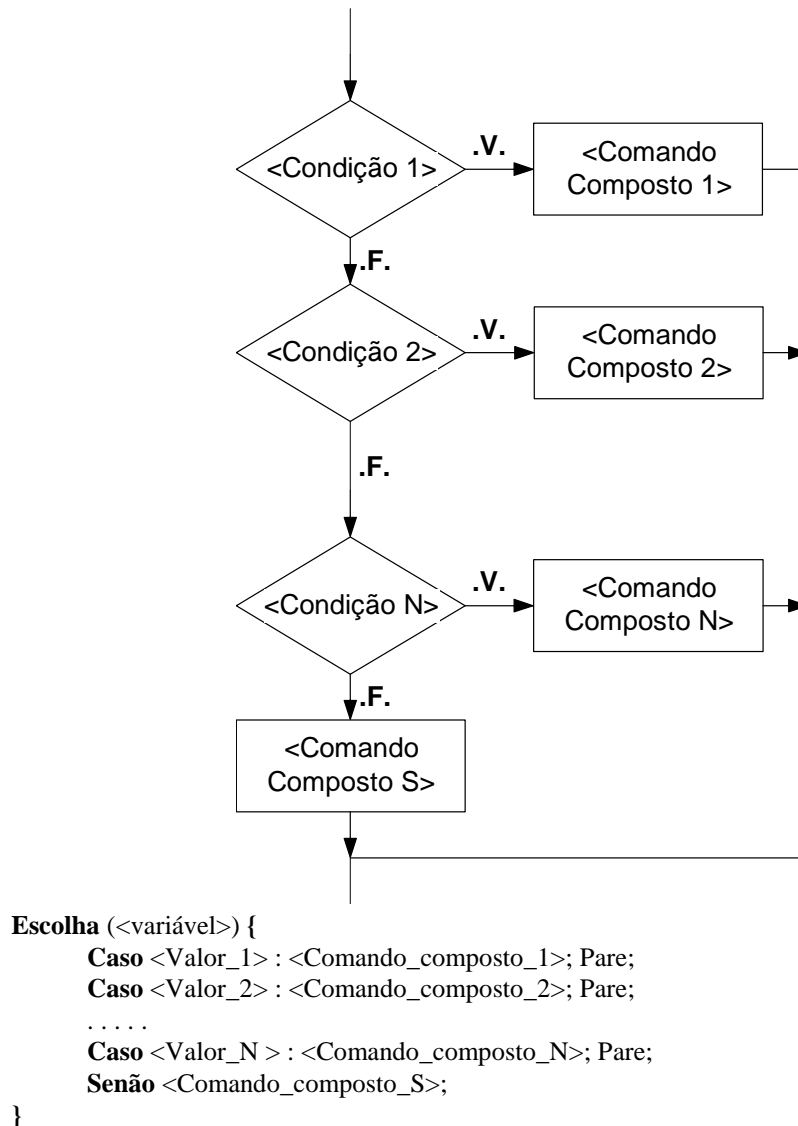 <Condição 1>
.V.
<Comando
Composto 1>
.F.
<Condição 2>
.V.
<Comando
Composto 2>
.F.
<Condição N>
.V.
<Comando
Composto N>
.F.
<Comando
Composto S>
Escolha (<variável>) {
Caso <Valor_1> : <Comando_composto_1>; Pare;
Caso <Valor_2> : <Comando_composto_2>; Pare;
. . . . .
Caso <Valor_N > : <Comando_composto_N>; Pare;
Senão <Comando_composto_S>;
}